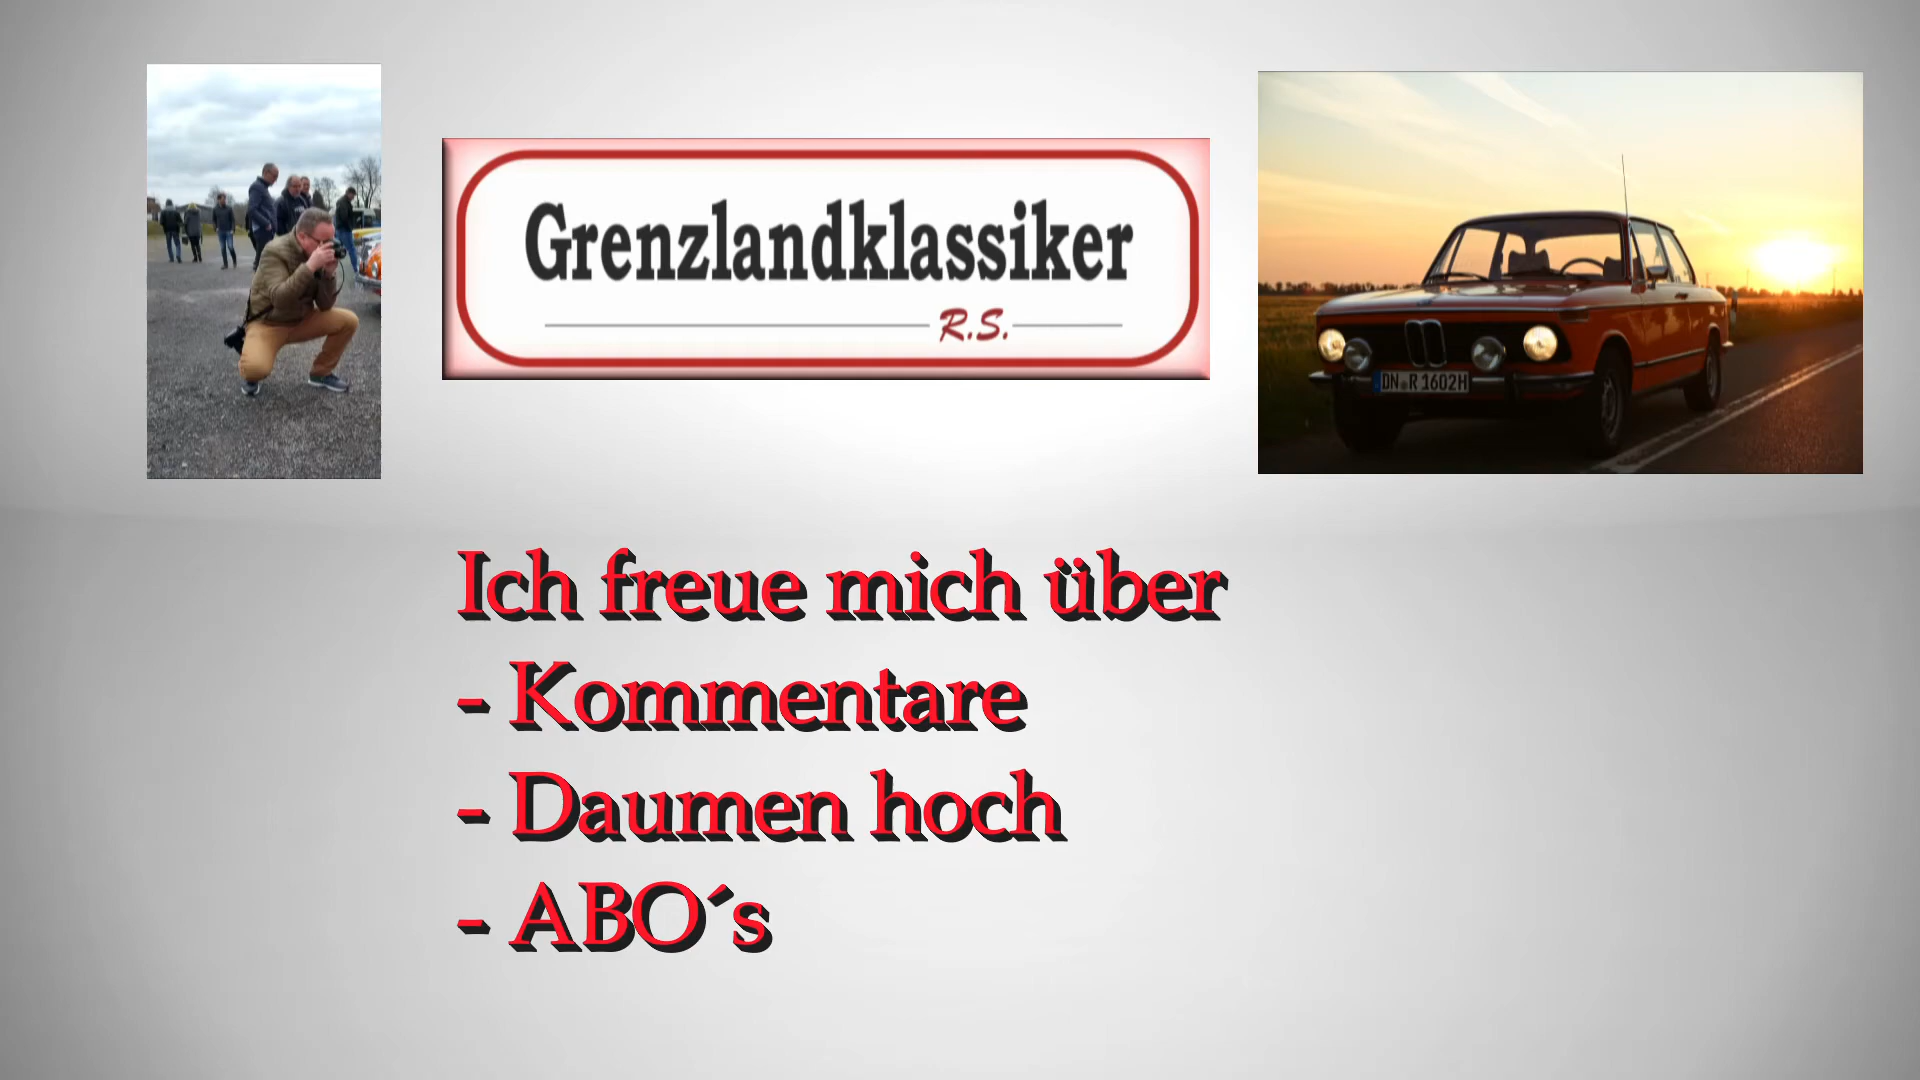 Grenzlandklassiker
R.S.
DN R 1602H
Ich freue mich über
- Kommentare
- Daumen hoch
- ABO´s